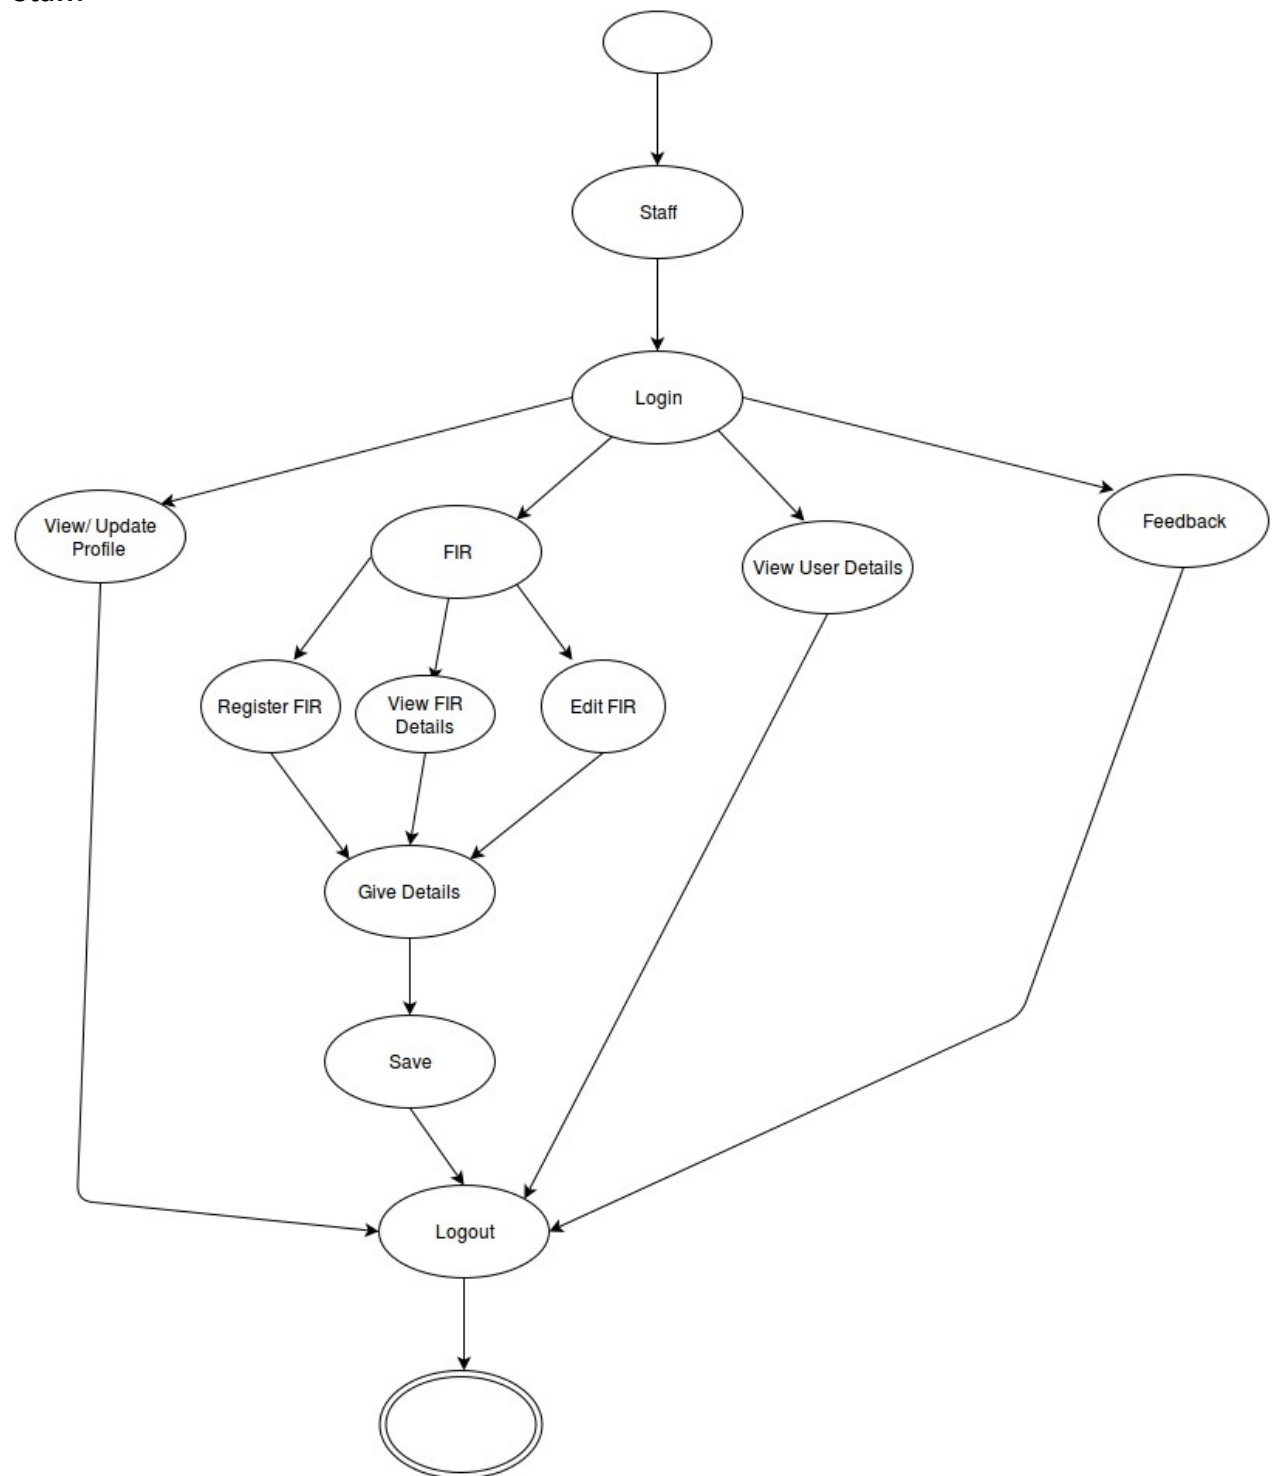 Staff
Login
View/ Update
Profile
FIR
View User Details
Feedback
Register FIR
View FIR
Details
Edit FIR
Give Details
Save
Logout